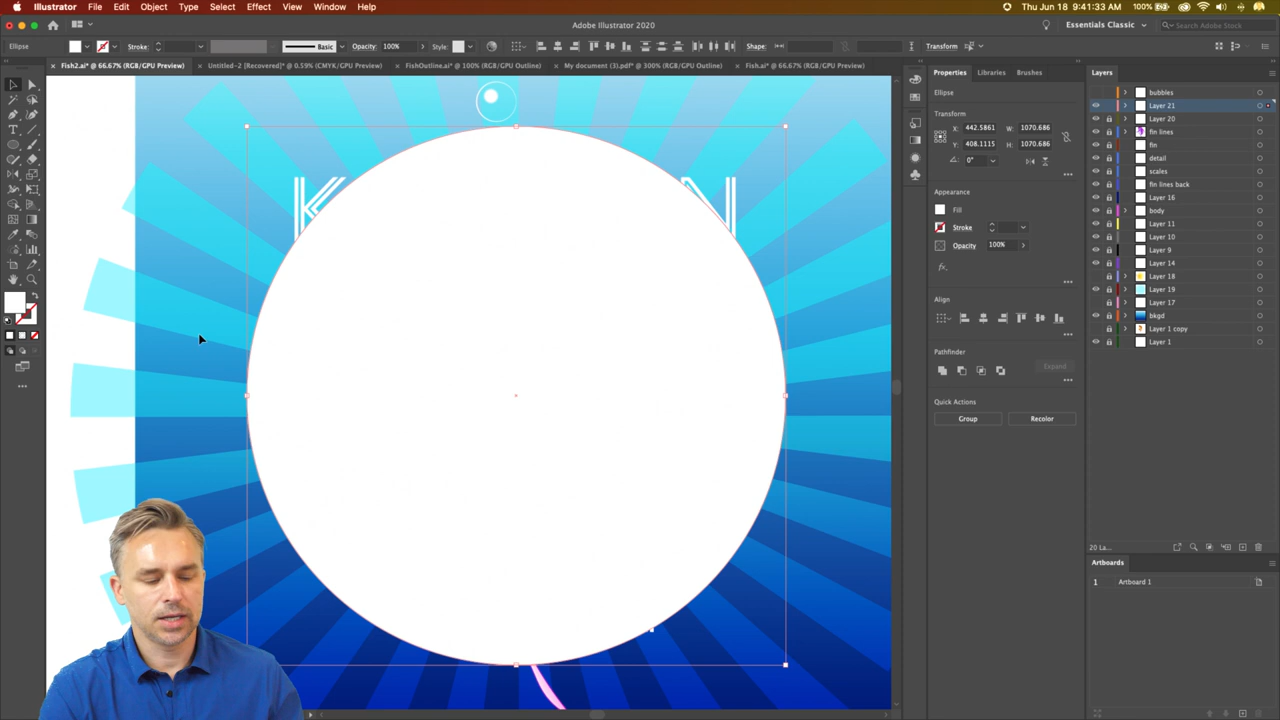 Illustrator File Edit Object Type Select Effect View Window Help
100% Thu Jun 18 9:41:33 AM
Adobe Illustrator 2020
Essentials Classic
Search Adobe Stock
Ellipse Stroke: Basic Opacity: 100% Style: Shape: Transform
Fish2.ai* @ 66.67% (RGB/GPU Preview)
Untitled-2 [Recovered]* @ 0.59% (CMYK/GPU Preview)
FishOutline.ai* @ 100% (RGB/GPU Outline)
My document (3).pdf* @ 300% (RGB/GPU Outline)
Fish.ai* @ 66.67% (RGB/GPU Preview)
K N
Properties Libraries Brushes
Ellipse
Transform
X: 442.5861 W: 1070.686
Y: 408.1115 H: 1070.686
0°
Appearance
Fill
Stroke
Opacity 100%
fx
Align
Pathfinder
Expand
Quick Actions
Group Recolor
Layers
bubbles
Layer 21
Layer 20
fin lines
fin
detail
scales
fin lines back
Layer 16
body
Layer 11
Layer 10
Layer 9
Layer 14
Layer 18
Layer 19
Layer 17
bkgd
Layer 1 copy
Layer 1
20 La...
Artboards
1 Artboard 1